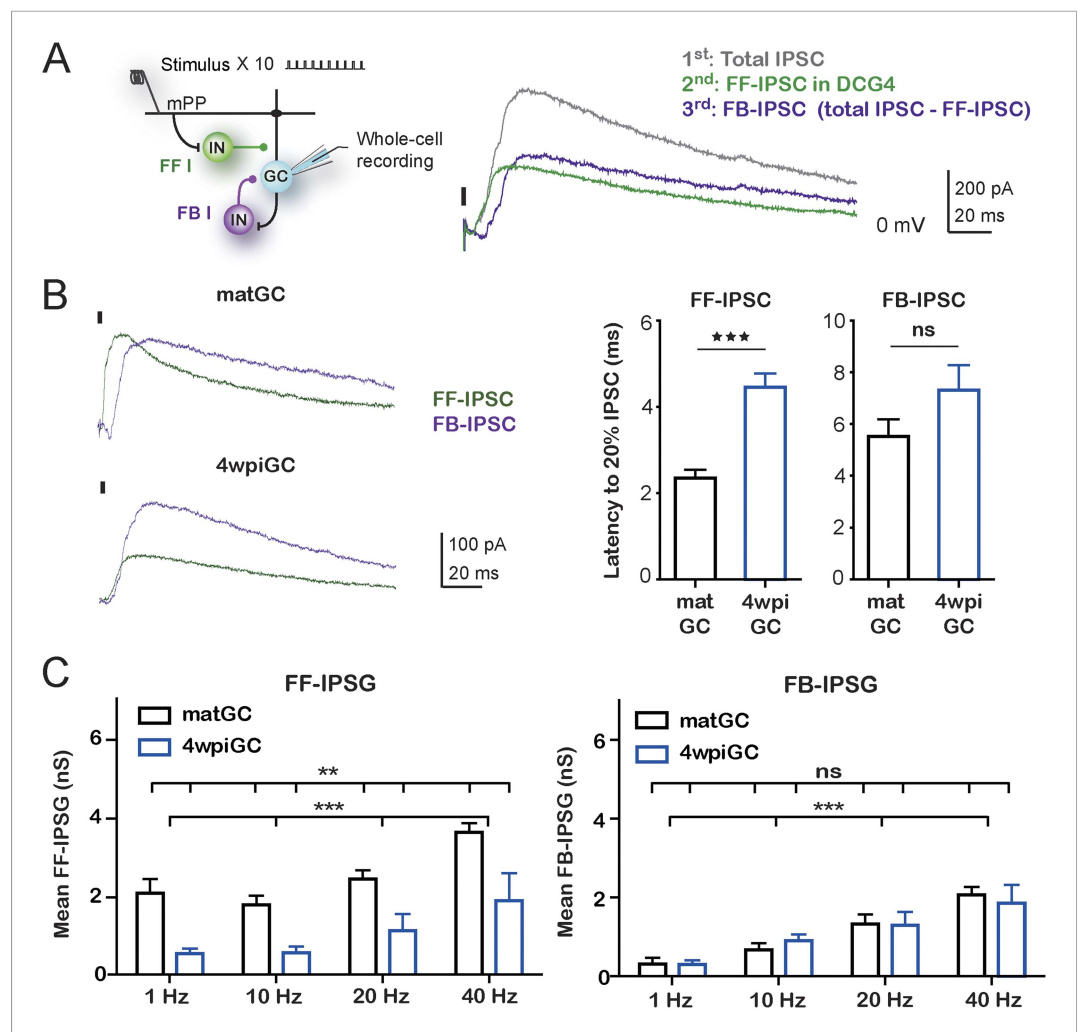 A
Stimulus X 10
mPP
IN
FF I
GC
Whole-cell
recording
FB I
IN
1st: Total IPSC
2nd: FF-IPSC in DCG4
3rd: FB-IPSC (total IPSC - FF-IPSC)
0 mV
200 pA
20 ms
B
matGC
FF-IPSC
FB-IPSC
4wpiGC
100 pA
20 ms
Latency to 20% IPSC (ms)
FF-IPSC
★★★
6
4
2
0
mat
GC
4wpi
GC
FB-IPSC
ns
10
8
6
4
2
0
mat
GC
4wpi
GC
C
FF-IPSG
matGC
4wpiGC
Mean FF-IPSG (nS)
6
4
2
0
**
***
1 Hz
10 Hz
20 Hz
40 Hz
FB-IPSG
matGC
4wpiGC
Mean FB-IPSG (nS)
6
4
2
0
ns
***
1 Hz
10 Hz
20 Hz
40 Hz